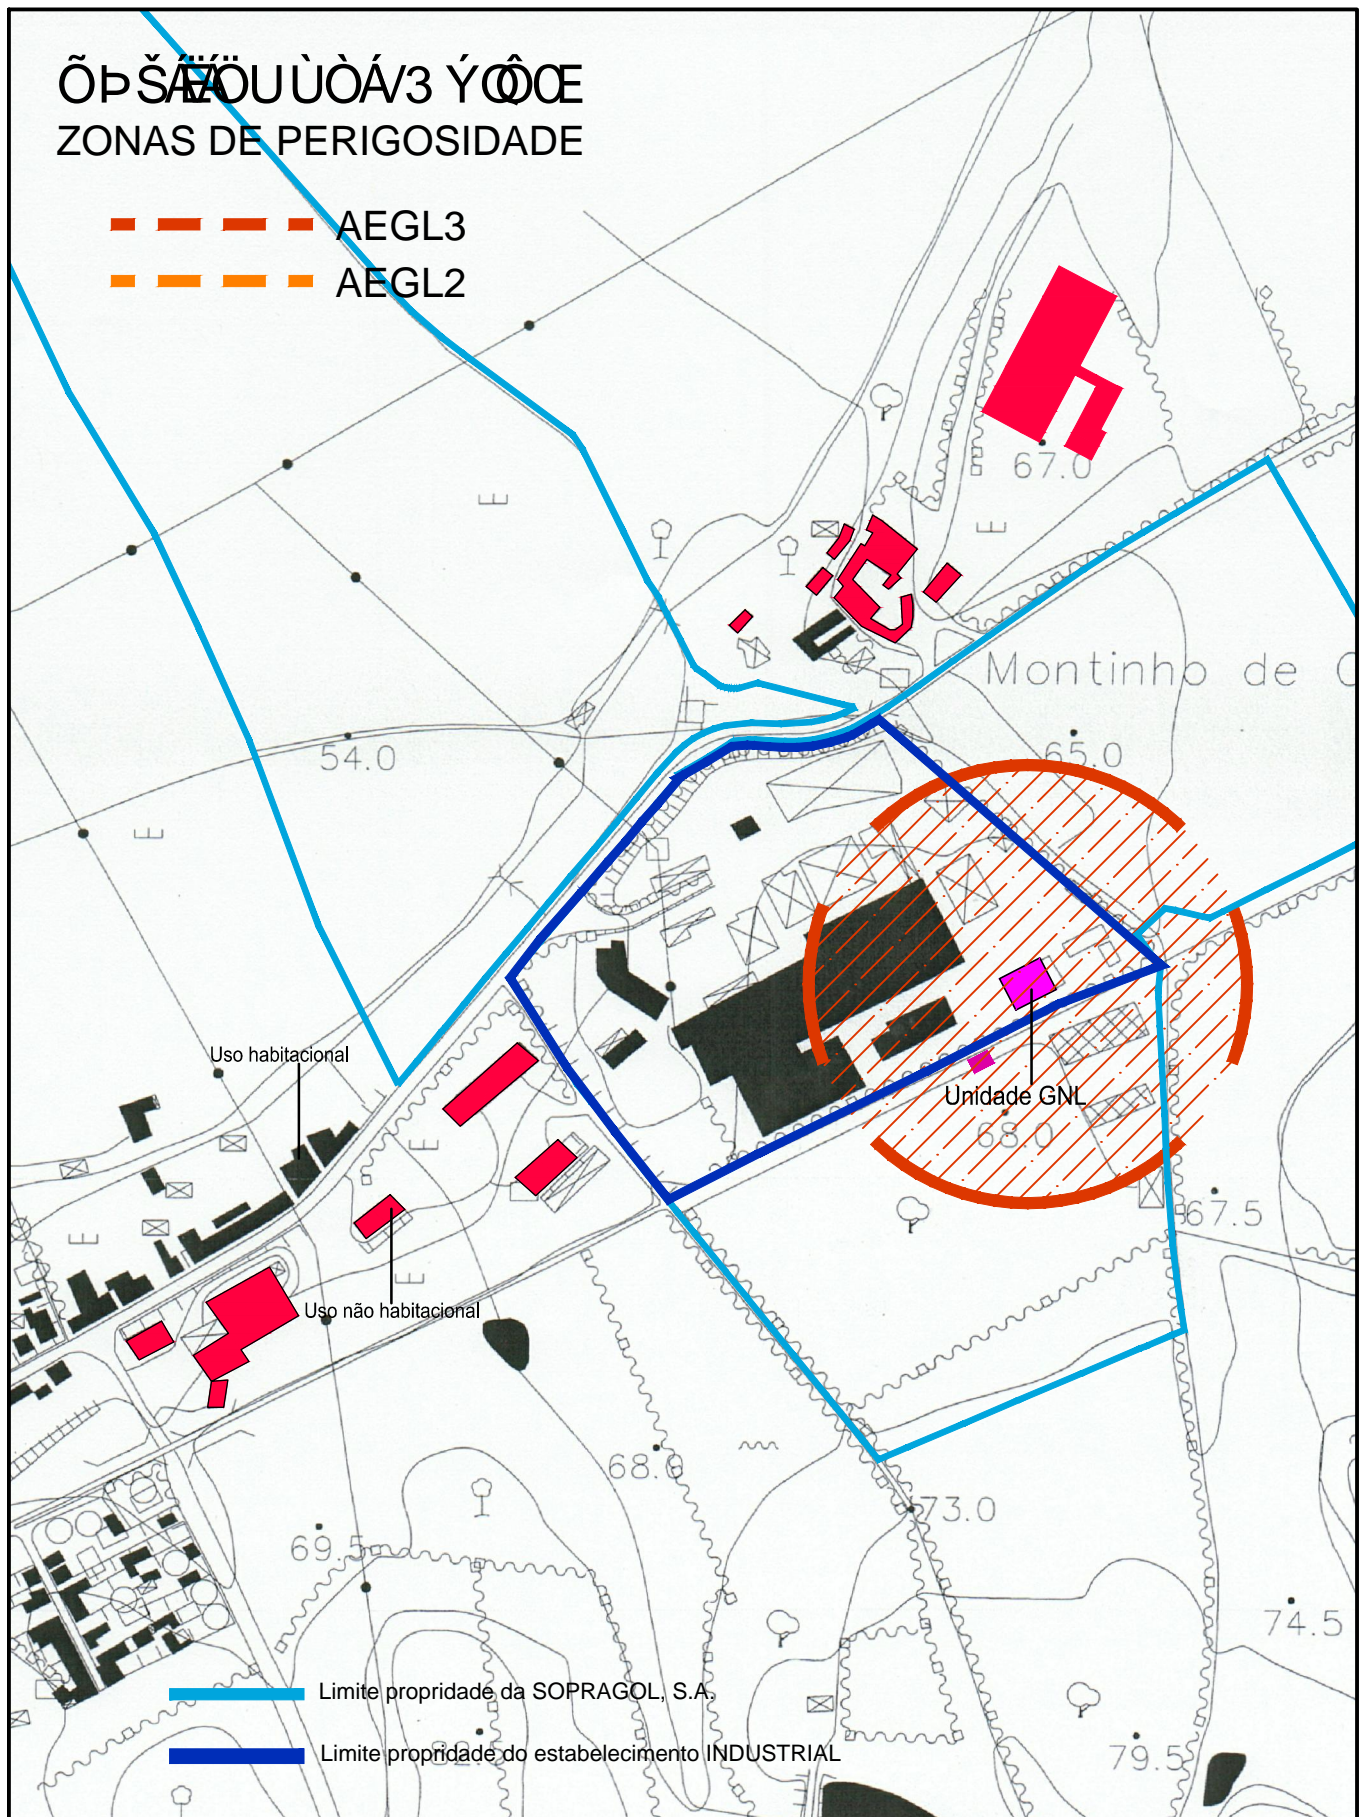 ZONAS DE PERIGOSIDADE
AEGL3
AEGL2
67.0
Montinho de
65.0
54.0
Uso habitacional
Unidade GNL
68.0
67.5
Uso não habitacional
68.0
73.0
69.5
74.5
Limite propridade da SOPRAGOL, S.A.
Limite propridade do estabelecimento INDUSTRIAL
79.5
E
E
E
E
E
E